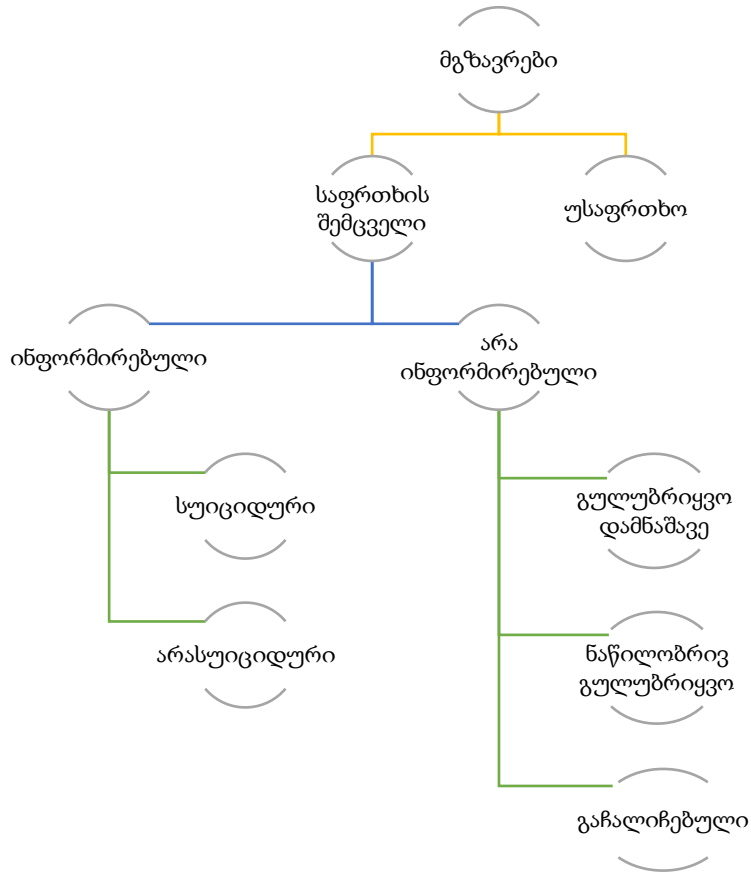 მგზავრები
საფრთხის
შემცველი
უსაფრთხო
ინფორმირებული
არა
ინფორმირებული
სუიციდური
არასუიციდური
გულუბრიყვო
დამნაშავე
ნაწილობრივ
გულუბრიყვო
გაჩალიჩებული